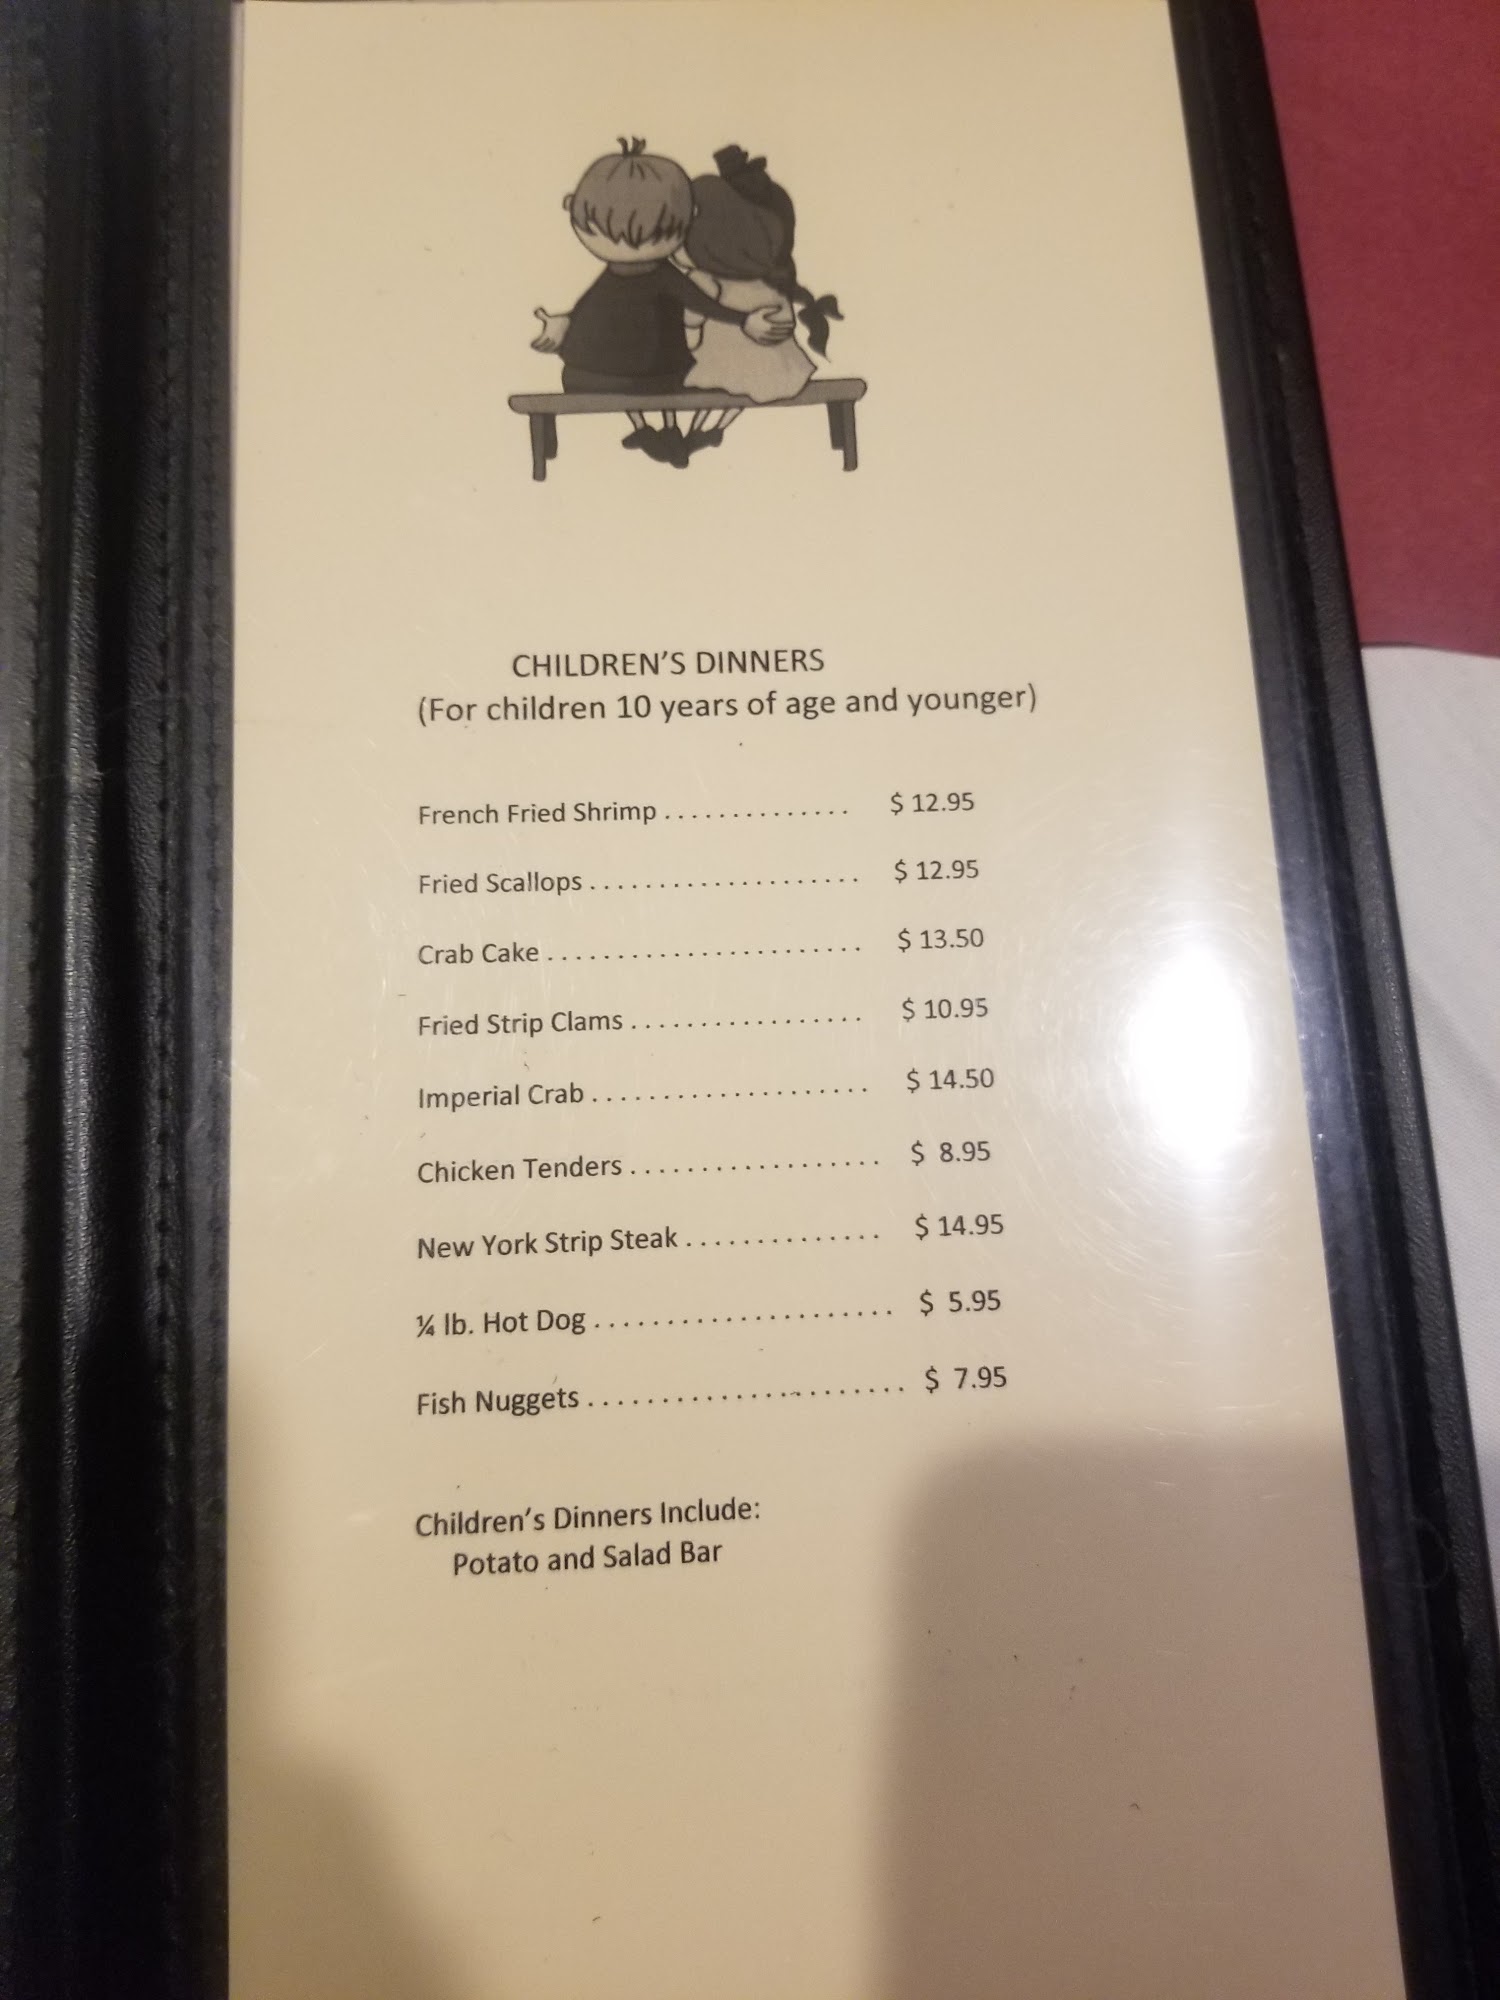 CHILDREN'S DINNERS
(For children 10 years of age and younger)
French Fried Shrimp .............. $ 12.95
Fried Scallops .................... $ 12.95
Crab Cake ....................... $ 13.50
Fried Strip Clams ................. $ 10.95
Imperial Crab .................... $ 14.50
Chicken Tenders .................. $ 8.95
New York Strip Steak .............. $ 14.95
¼ lb. Hot Dog ..................... $ 5.95
Fish Nuggets ....................... $ 7.95
Children's Dinners Include:
Potato and Salad Bar